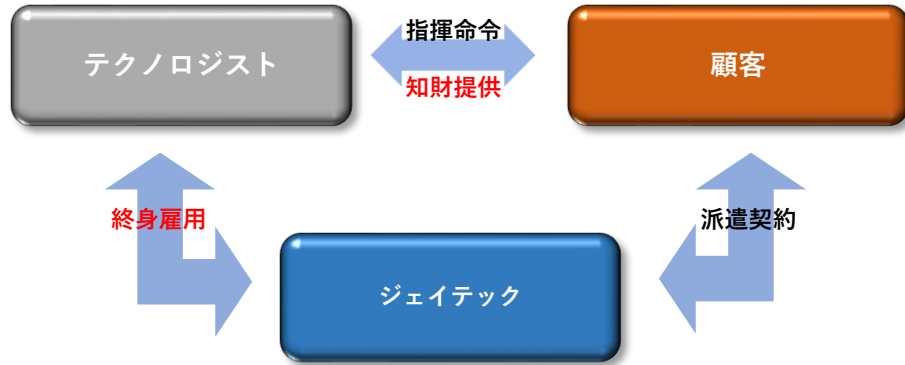 指揮命令
テクノロジスト
顧客
知財提供
終身雇用
派遣契約
ジェイテック